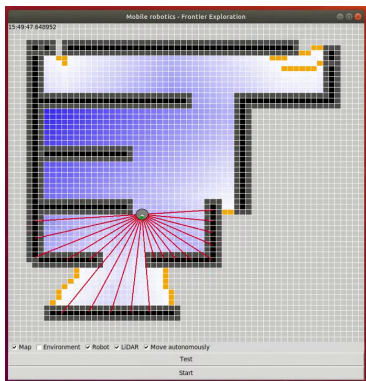 Mobile robotics - Frontier Exploration
15:49:47.648952
Map Environment Robot LiDAR Move autonomously
Test
Start